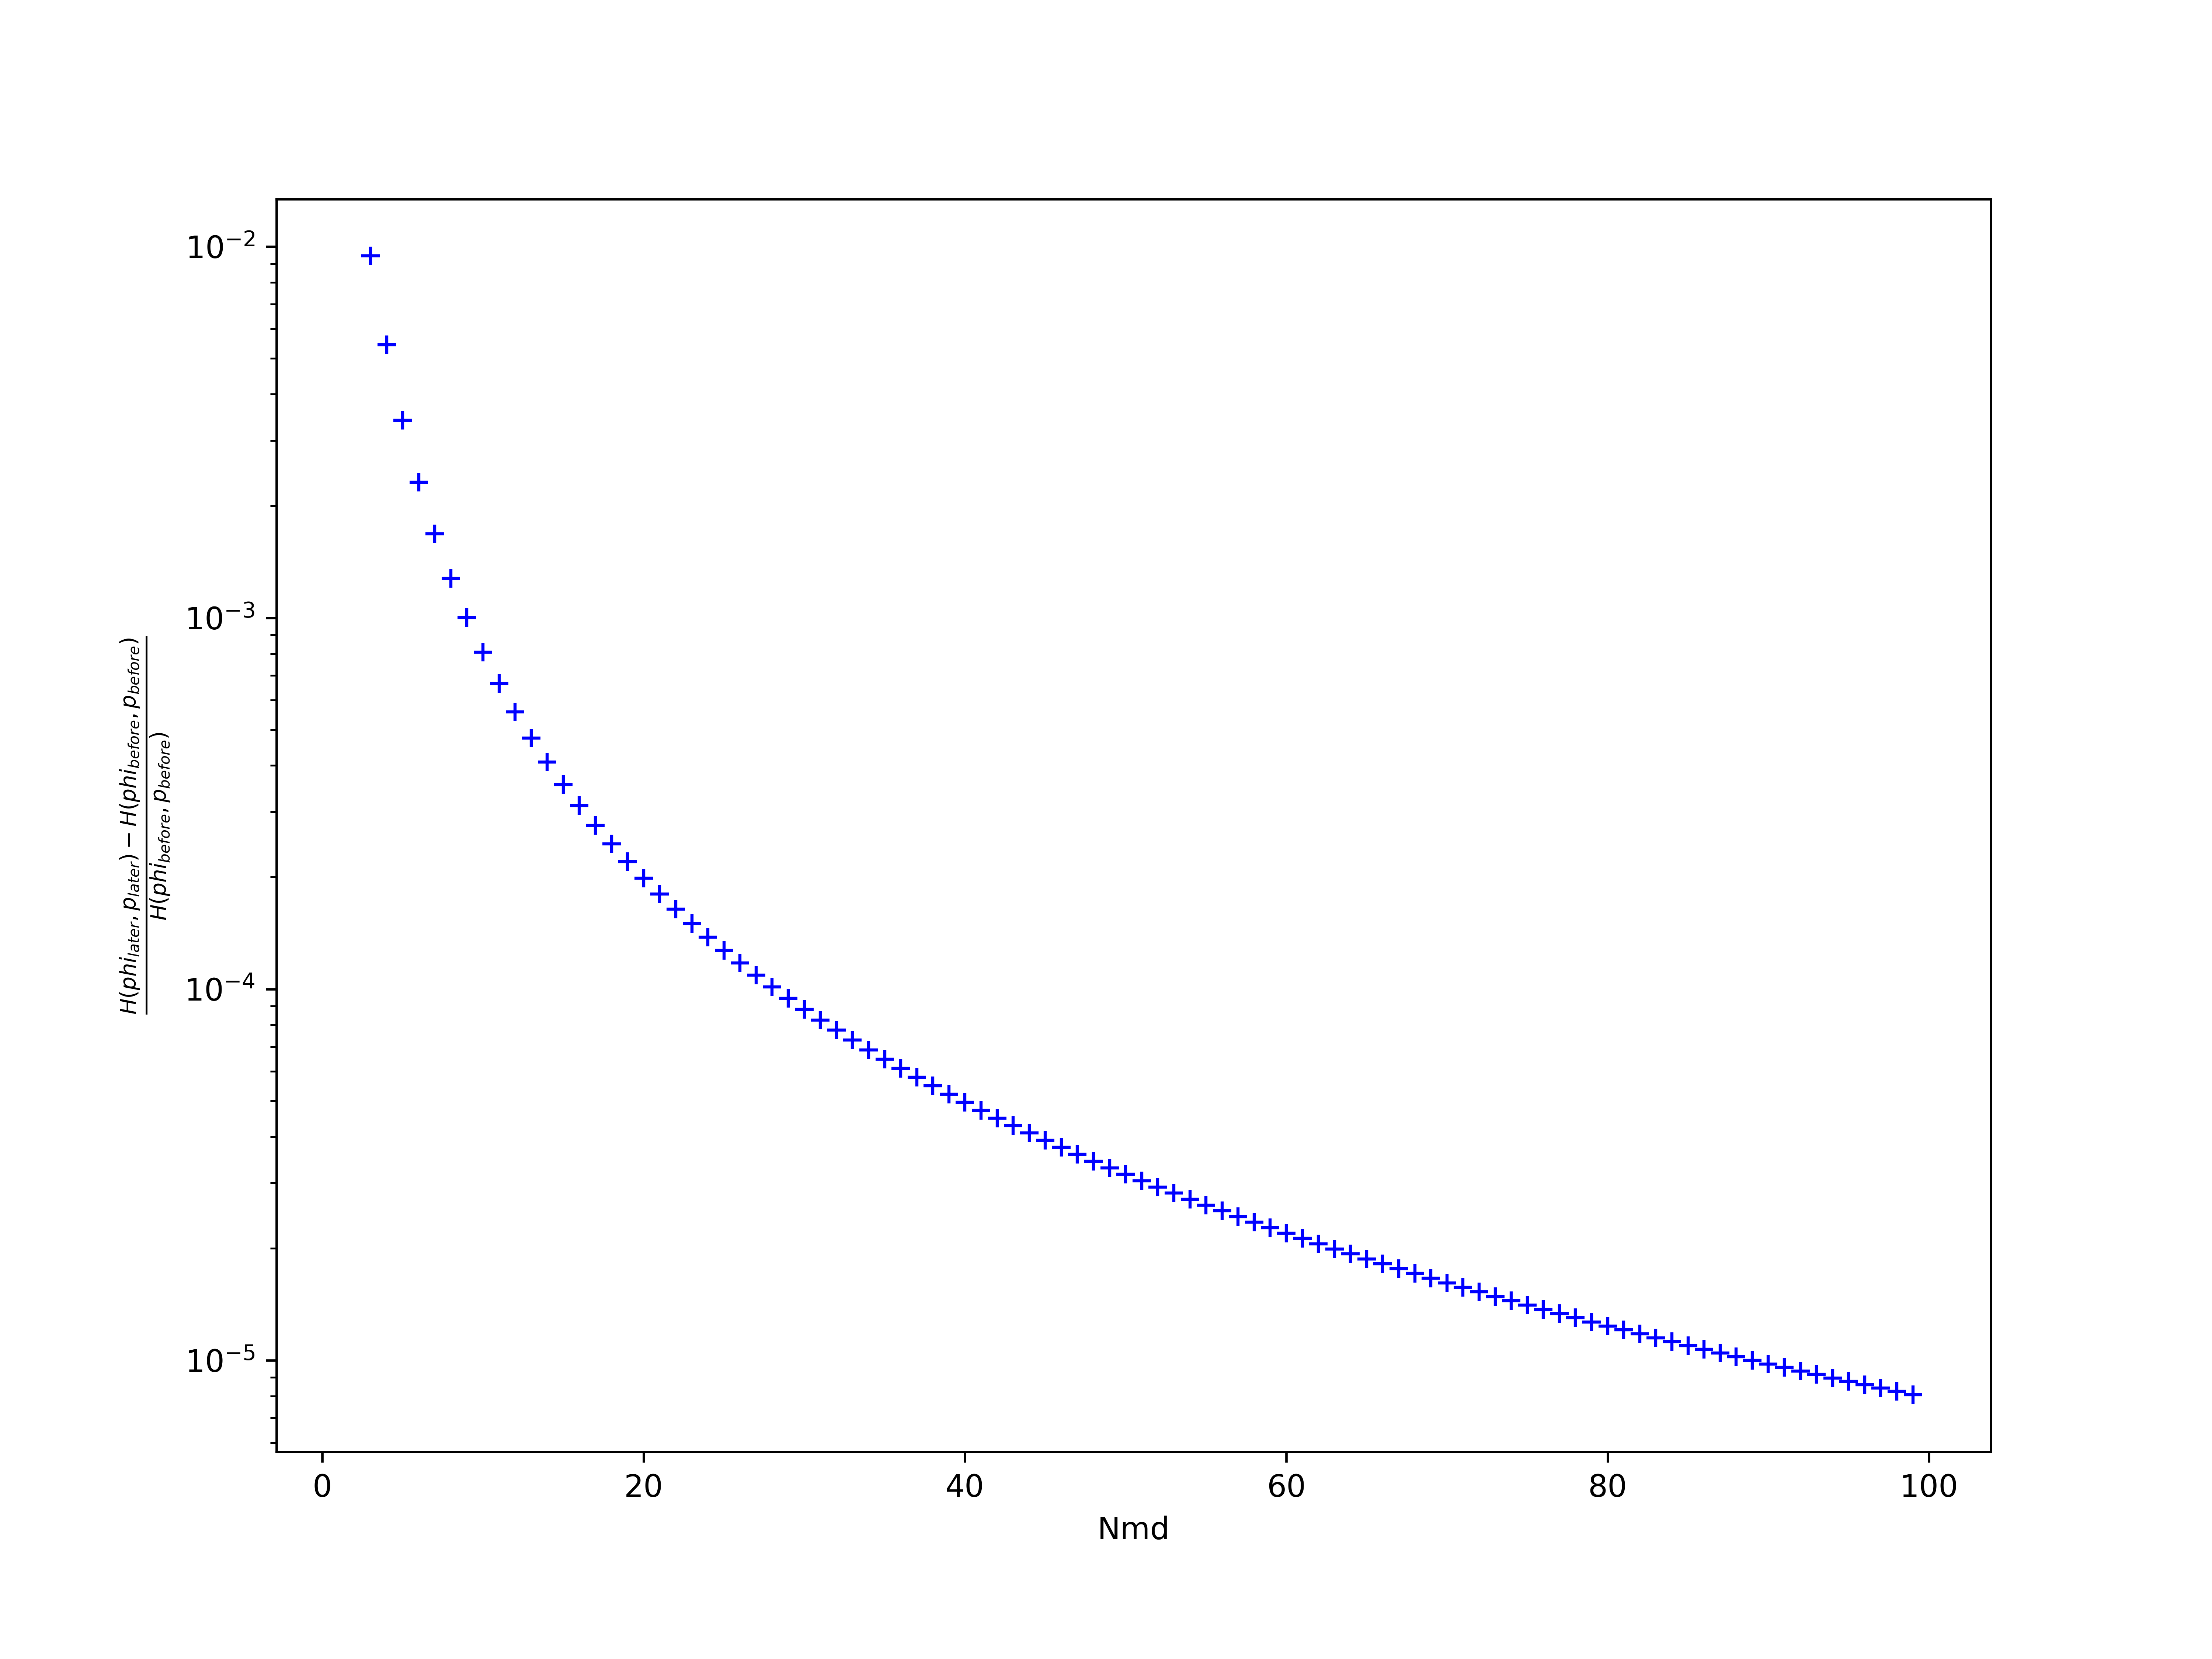 10−2
10−3
10−4
10−5
H(phi_later, p_later) − H(phi_before, p_before)
H(phi_before, p_before)
0 20 40 60 80 100
Nmd